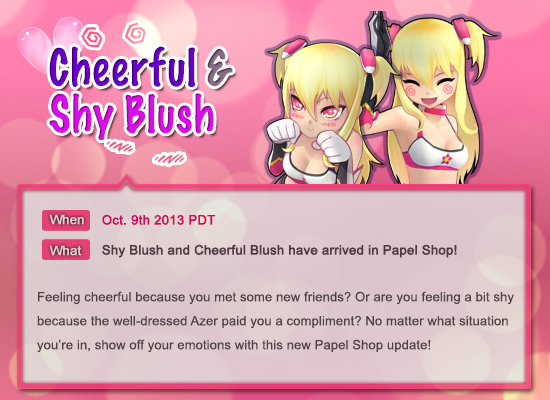 Cheerful &
Shy Blush
When Oct. 9th 2013 PDT
What Shy Blush and Cheerful Blush have arrived in Papel Shop!
Feeling cheerful because you met some new friends? Or are you feeling a bit shy
because the well-dressed Azer paid you a compliment? No matter what situation
you're in, show off your emotions with this new Papel Shop update!